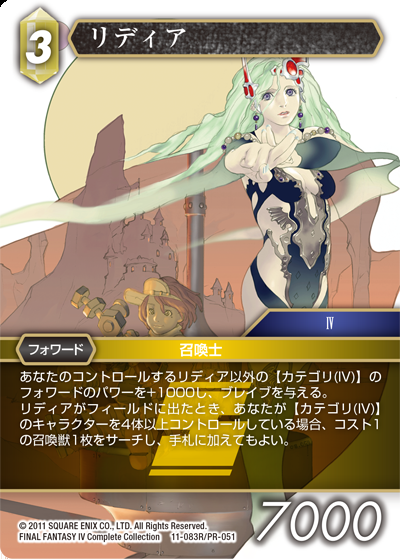 3
リディア
Ⅳ
フォワード
召喚士
あなたのコントロールするリディア以外の【カテゴリ(Ⅳ)】の
フォワードのパワーを+1000し、ブレイブを与える。
リディアがフィールドに出たとき、あなたが【カテゴリ(Ⅳ)】
のキャラクターを4体以上コントロールしている場合、コスト1
の召喚獣1枚をサーチし、手札に加えてもよい。
© 2011 SQUARE ENIX CO., LTD. All Rights Reserved.
FINAL FANTASY IV Complete Collection 11-083R/PR-051
7000